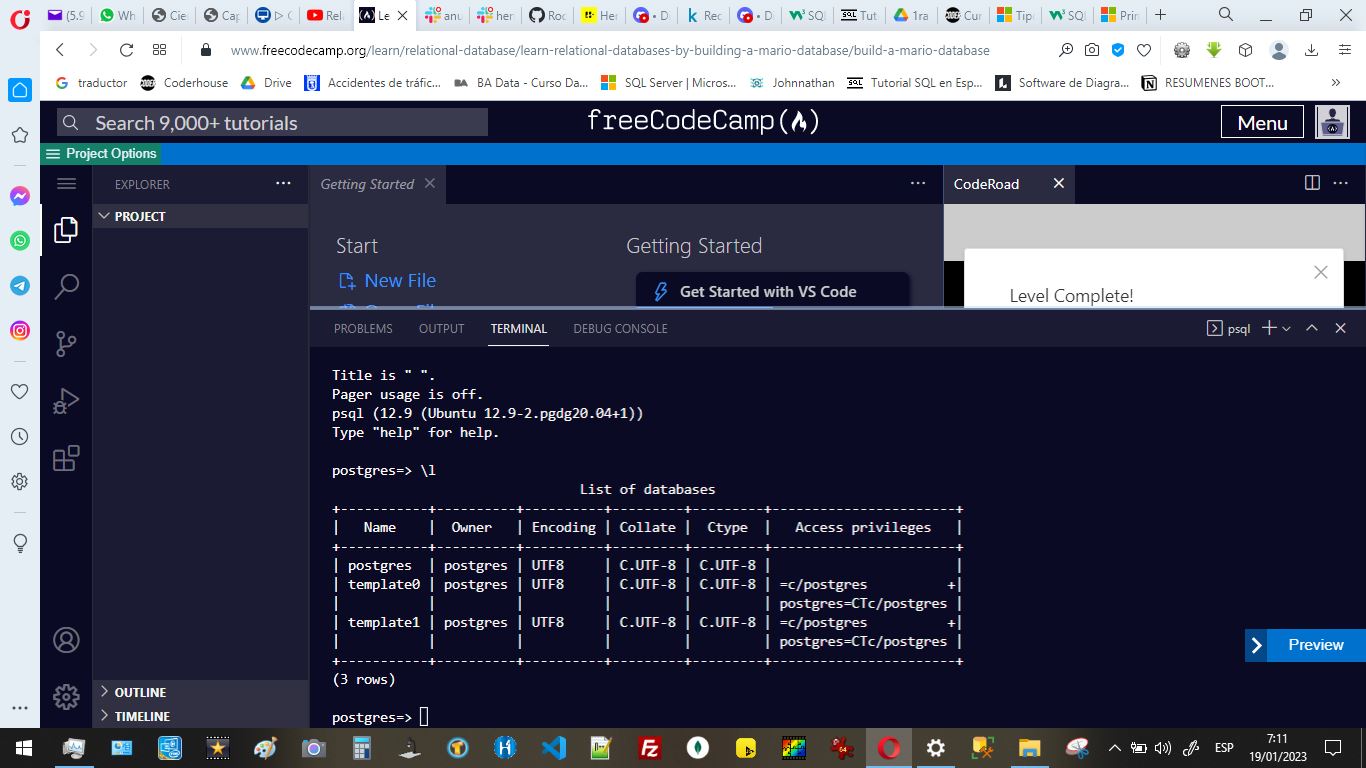 (5.9
Wh
Cie
Cap
▷ C
Rela
Le
anu
her
Roc
Her
• D
Rec
• D
SQL
Tut
1ra
Cur
Tip
SQL
Prin
www.freecodecamp.org/learn/relational-database/learn-relational-databases-by-building-a-mario-database/build-a-mario-database
traductor
Coderhouse
Drive
Accidentes de tráfic...
BA Data - Curso Da...
SQL Server | Micros...
Johnnathan
Tutorial SQL en Esp...
Software de Diagra...
RESUMENES BOOT...
Search 9,000+ tutorials
freeCodeCamp
Menu
Project Options
EXPLORER
Getting Started
CodeRoad
PROJECT
Start
Getting Started
New File
Get Started with VS Code
Level Complete!
PROBLEMS
OUTPUT
TERMINAL
DEBUG CONSOLE
psql
Title is " ".
Pager usage is off.
psql (12.9 (Ubuntu 12.9-2.pgdg20.04+1))
Type "help" for help.
postgres=> \l
List of databases
+-----------+----------+----------+---------+---------+-----------------------+
|   Name    |  Owner   | Encoding | Collate |  Ctype  |   Access privileges   |
+-----------+----------+----------+---------+---------+-----------------------+
| postgres  | postgres | UTF8     | C.UTF-8 | C.UTF-8 |                       |
| template0 | postgres | UTF8     | C.UTF-8 | C.UTF-8 | =c/postgres          +|
|           |          |          |         |         | postgres=CTc/postgres |
| template1 | postgres | UTF8     | C.UTF-8 | C.UTF-8 | =c/postgres          +|
|           |          |          |         |         | postgres=CTc/postgres |
+-----------+----------+----------+---------+---------+-----------------------+
(3 rows)
postgres=>
Preview
OUTLINE
TIMELINE
ESP
7:11
19/01/2023